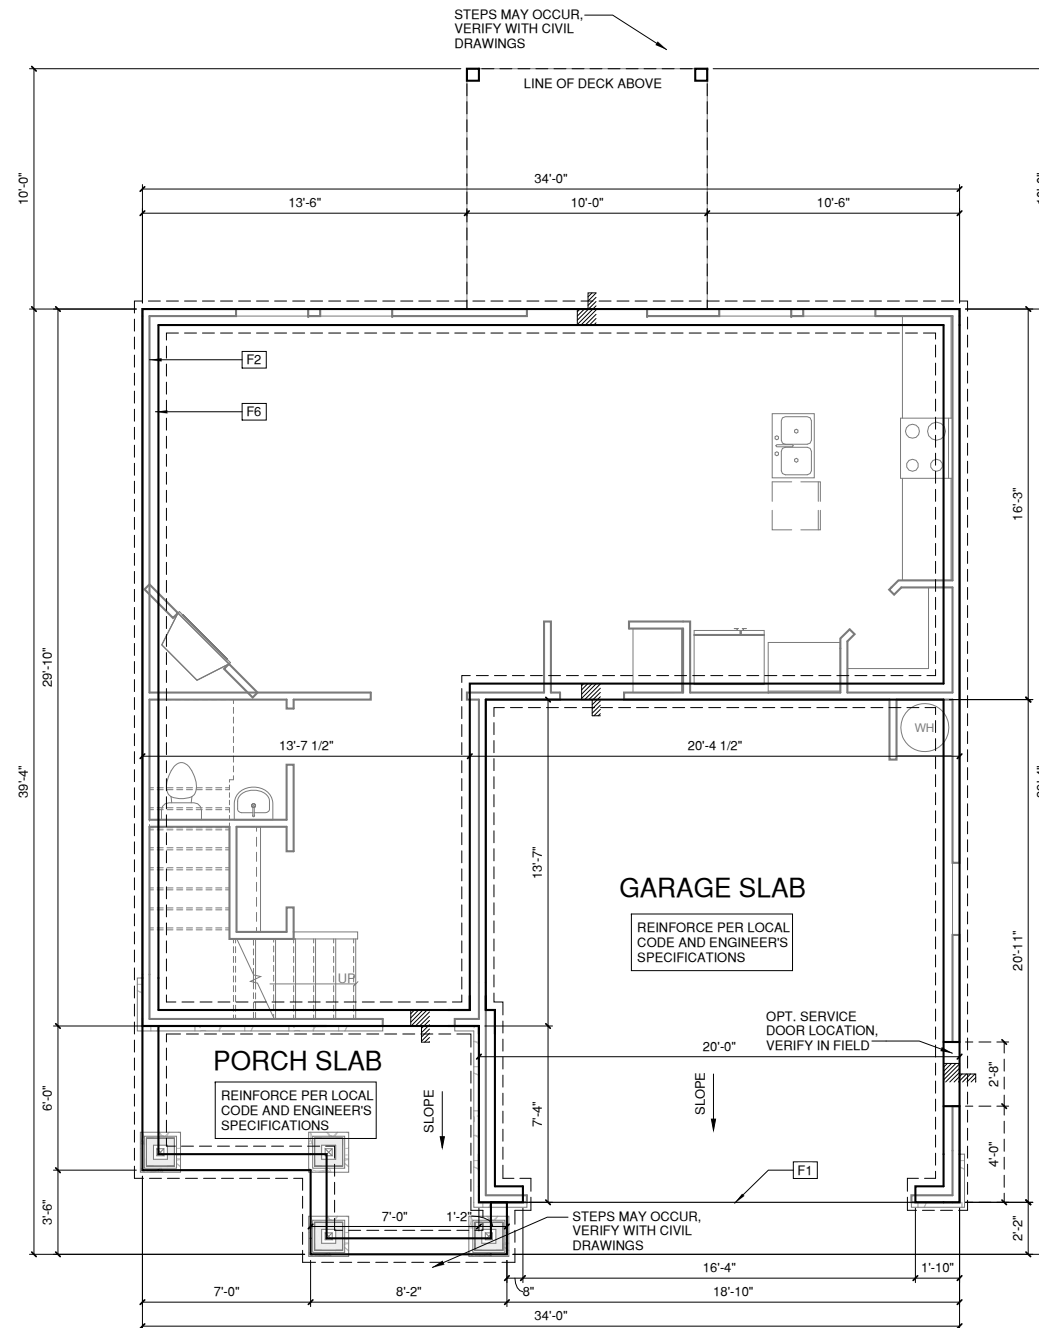 STEPS MAY OCCUR,
VERIFY WITH CIVIL
DRAWINGS
LINE OF DECK ABOVE
10'-0"
34'-0"
13'-6"
10'-0"
10'-6"
F2
F6
16'-3"
29'-10"
39'-4"
13'-7 1/2"
20'-4 1/2"
WH
13'-7"
GARAGE SLAB
REINFORCE PER LOCAL
CODE AND ENGINEER'S
SPECIFICATIONS
20'-11"
UP
OPT. SERVICE
DOOR LOCATION,
VERIFY IN FIELD
PORCH SLAB
REINFORCE PER LOCAL
CODE AND ENGINEER'S
SPECIFICATIONS
SLOPE
20'-0"
SLOPE
2'-8"
6'-0"
7'-4"
4'-0"
F1
3'-6"
7'-0"
1'-2"
STEPS MAY OCCUR,
VERIFY WITH CIVIL
DRAWINGS
2'-2"
16'-4"
1'-10"
7'-0"
8'-2"
8"
18'-10"
34'-0"